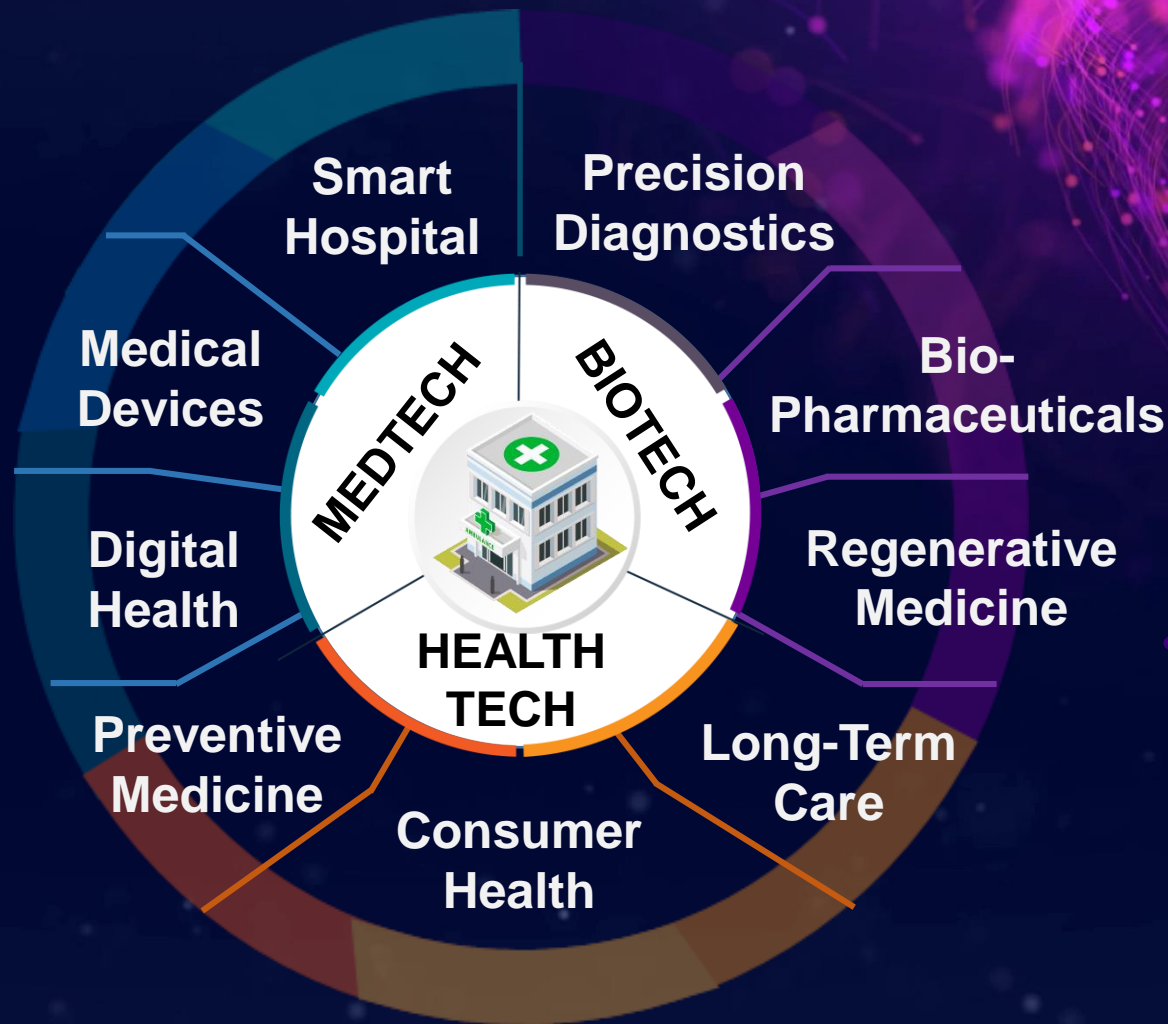 Smart
Hospital
Precision
Diagnostics
Medical
Devices
Bio-
Pharmaceuticals
MEDTECH
BIOTECH
AMBULANCE
Digital
Health
Regenerative
Medicine
HEALTH
TECH
Preventive
Medicine
Long-Term
Care
Consumer
Health